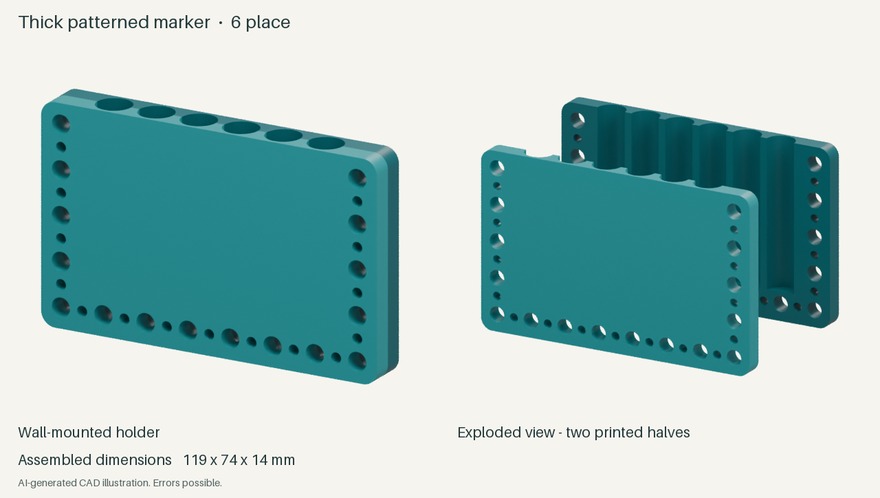 Thick patterned marker · 6 place
Wall-mounted holder
Exploded view - two printed halves
Assembled dimensions 119 x 74 x 14 mm
AI-generated CAD illustration. Errors possible.